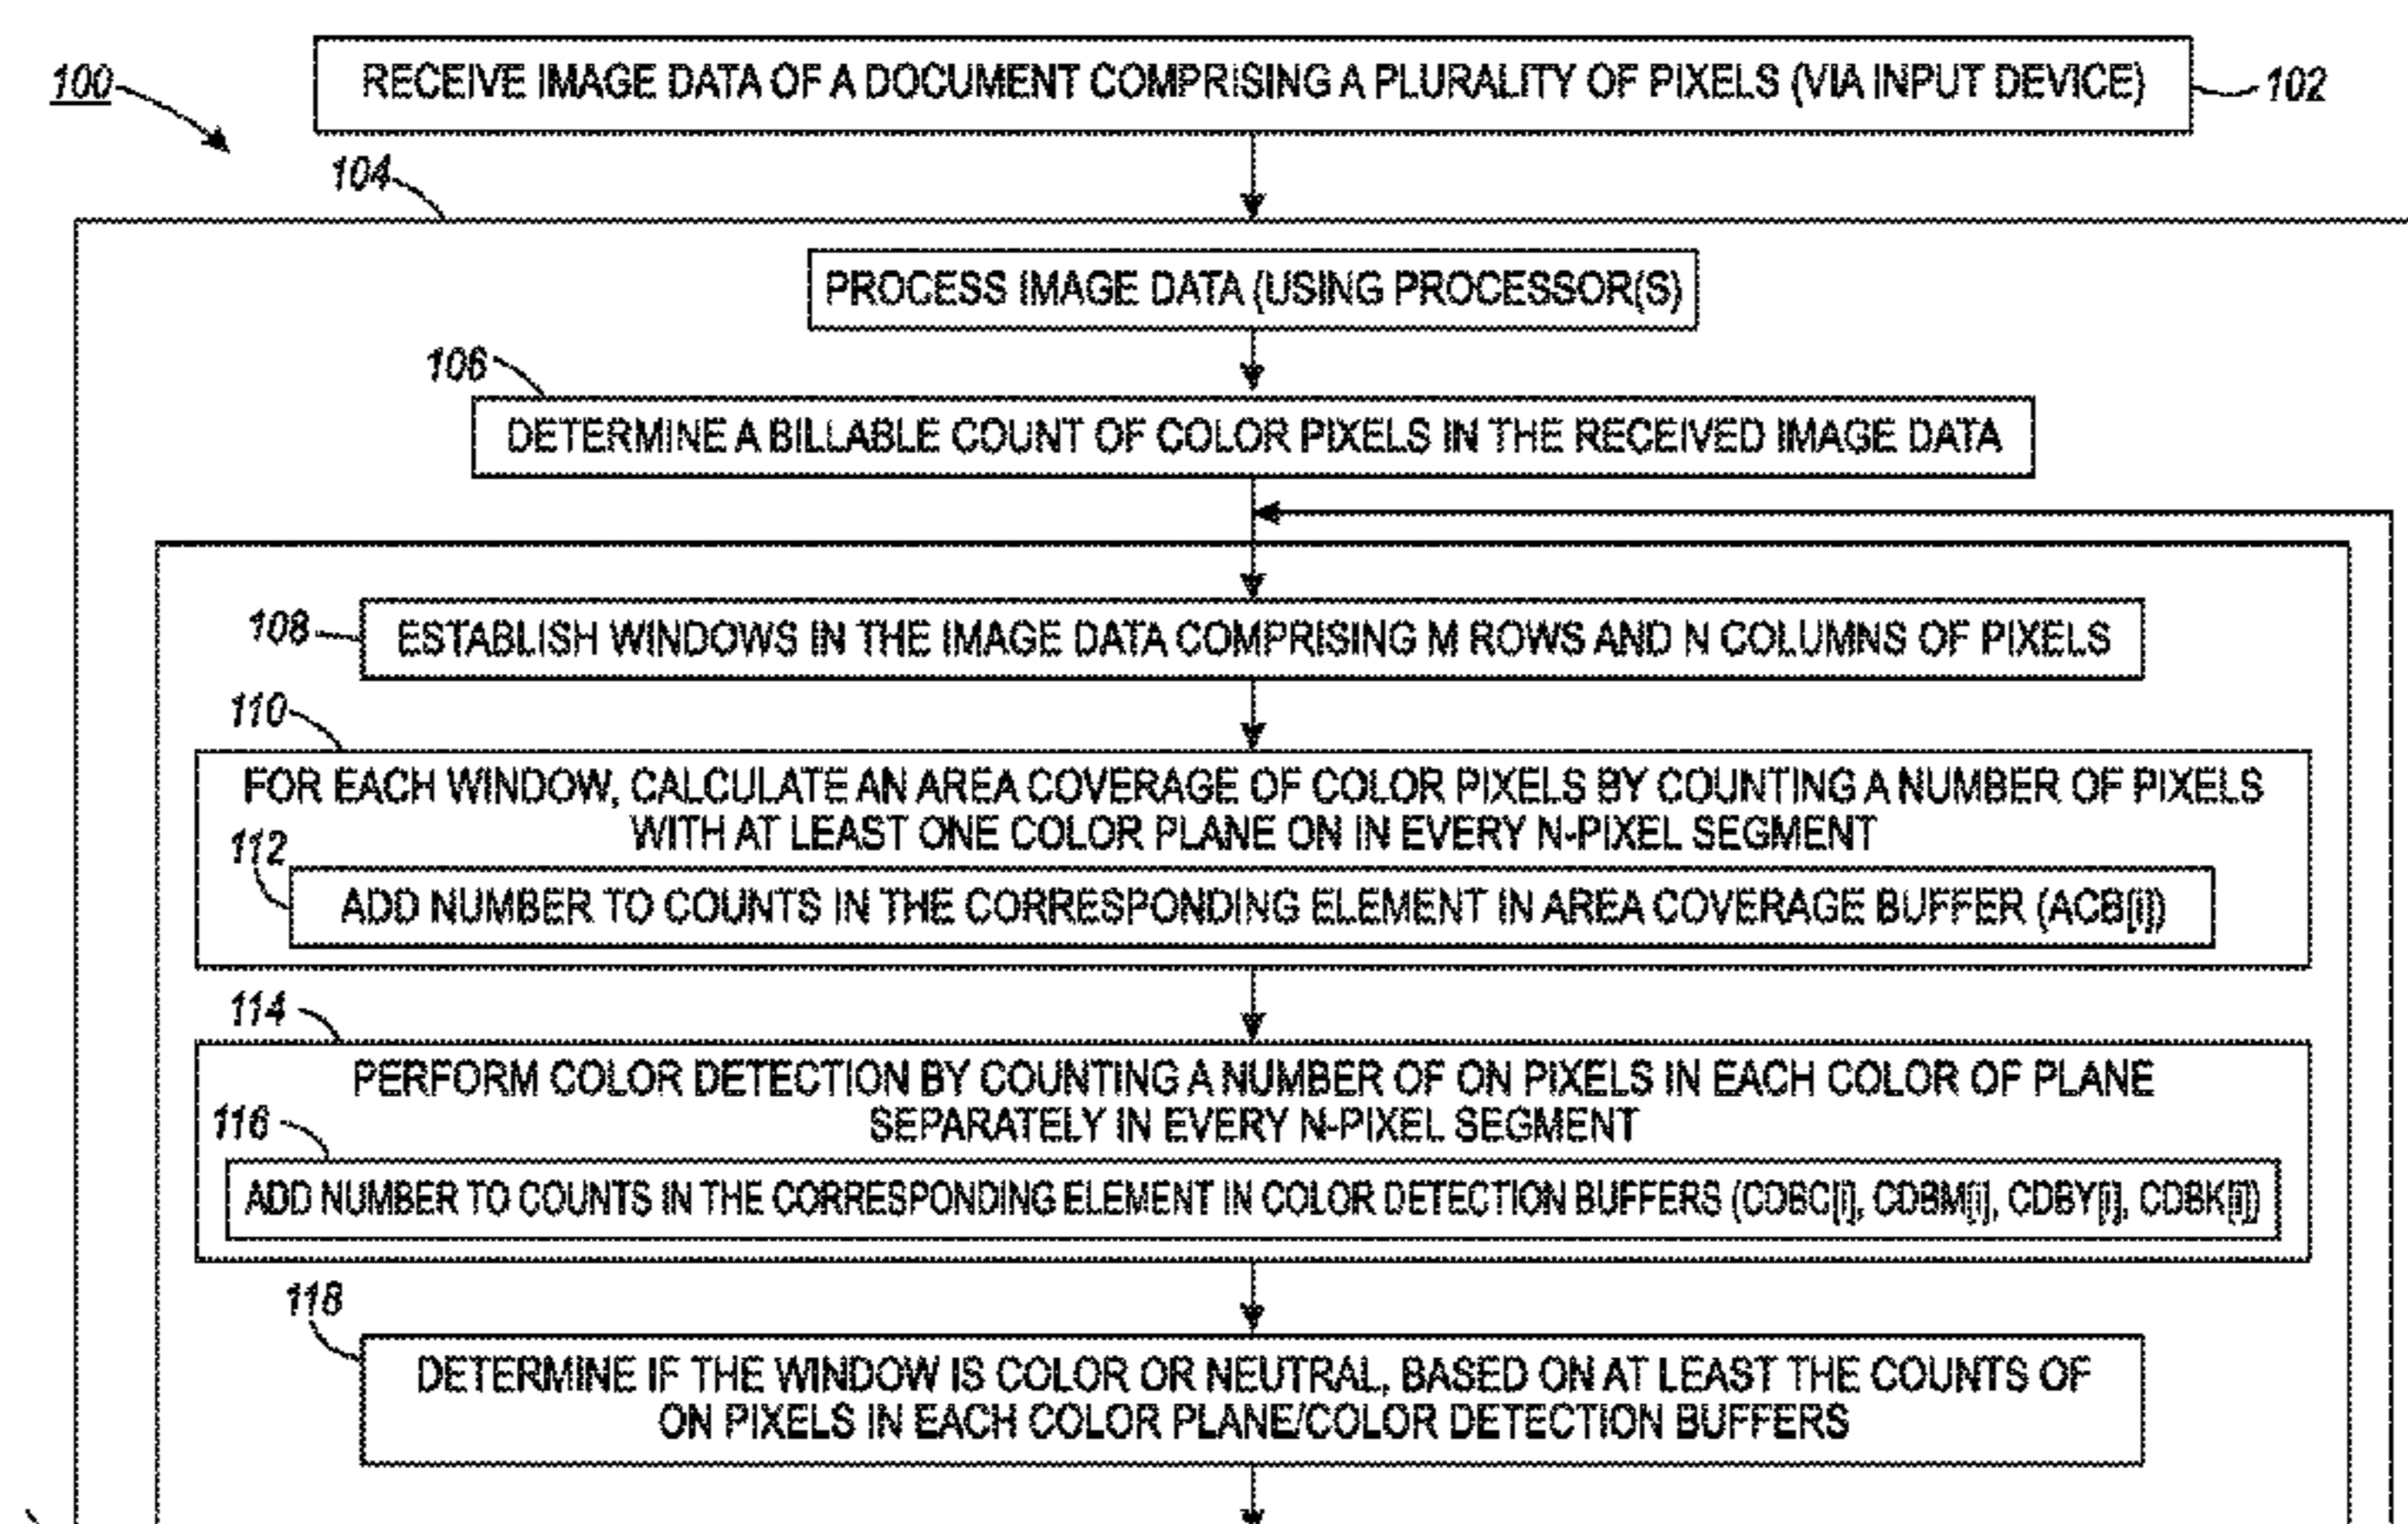 100
RECEIVE IMAGE DATA OF A DOCUMENT COMPRISING A PLURALITY OF PIXELS (VIA INPUT DEVICE)
102
104
PROCESS IMAGE DATA (USING PROCESSOR(S)
106
DETERMINE A BILLABLE COUNT OF COLOR PIXELS IN THE RECEIVED IMAGE DATA
108
ESTABLISH WINDOWS IN THE IMAGE DATA COMPRISING M ROWS AND N COLUMNS OF PIXELS
110
FOR EACH WINDOW, CALCULATE AN AREA COVERAGE OF COLOR PIXELS BY COUNTING A NUMBER OF PIXELS
WITH AT LEAST ONE COLOR PLANE ON IN EVERY N-PIXEL SEGMENT
112
ADD NUMBER TO COUNTS IN THE CORRESPONDING ELEMENT IN AREA COVERAGE BUFFER (ACB[i])
114
PERFORM COLOR DETECTION BY COUNTING A NUMBER OF ON PIXELS IN EACH COLOR OF PLANE
SEPARATELY IN EVERY N-PIXEL SEGMENT
116
ADD NUMBER TO COUNTS IN THE CORRESPONDING ELEMENT IN COLOR DETECTION BUFFERS (CDBC[i], CDBM[i], CDBY[i], CDBK[i])
118
DETERMINE IF THE WINDOW IS COLOR OR NEUTRAL, BASED ON AT LEAST THE COUNTS OF
ON PIXELS IN EACH COLOR PLANE/COLOR DETECTION BUFFERS